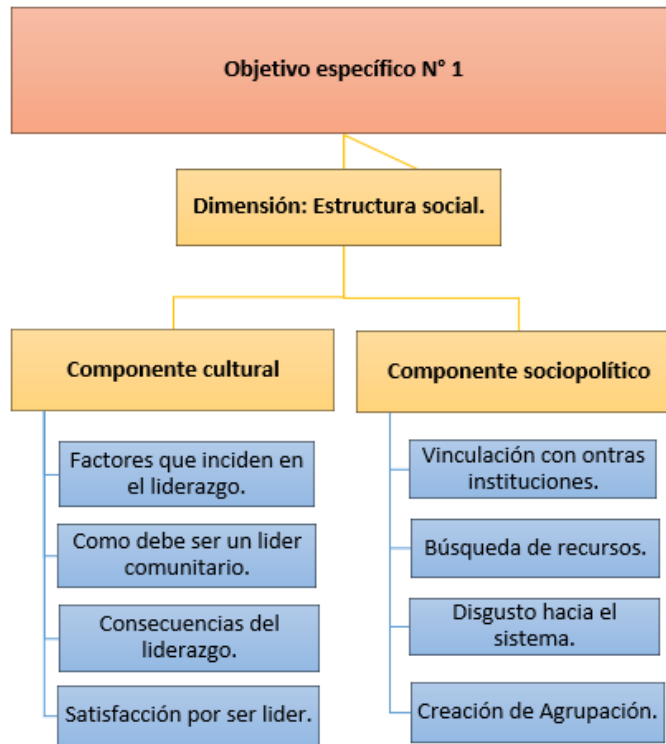 Objetivo específico N° 1
Dimensión: Estructura social.
Componente cultural
Factores que inciden en
el liderazgo.
Como debe ser un lider
comunitario.
Consecuencias del
liderazgo.
Satisfacción por ser lider.
Componente sociopolítico
Vinculación con ontras
instituciones.
Búsqueda de recursos.
Disgusto hacia el
sistema.
Creación de Agrupación.